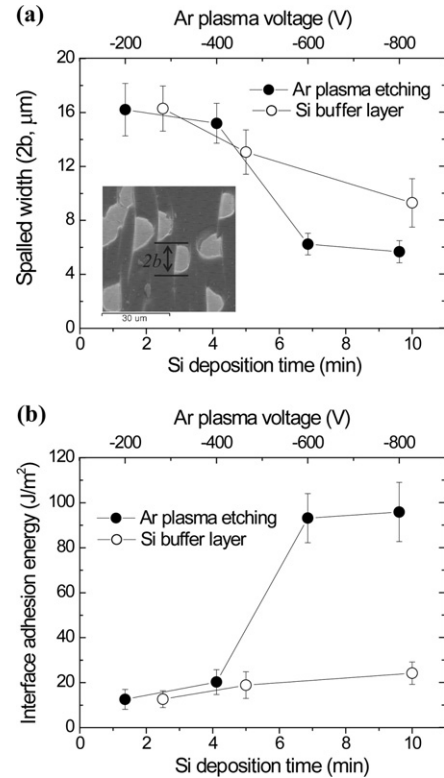 (a)
Ar plasma voltage (V)
-200 -400 -600 -800
20
16
12
8
4
0
Spalled width (2b, μm)
Ar plasma etching
Si buffer layer
2b
30 um
0 2 4 6 8 10
Si deposition time (min)
(b)
Ar plasma voltage (V)
-200 -400 -600 -800
120
100
80
60
40
20
0
Interface adhesion energy (J/m²)
Ar plasma etching
Si buffer layer
0 2 4 6 8 10
Si deposition time (min)